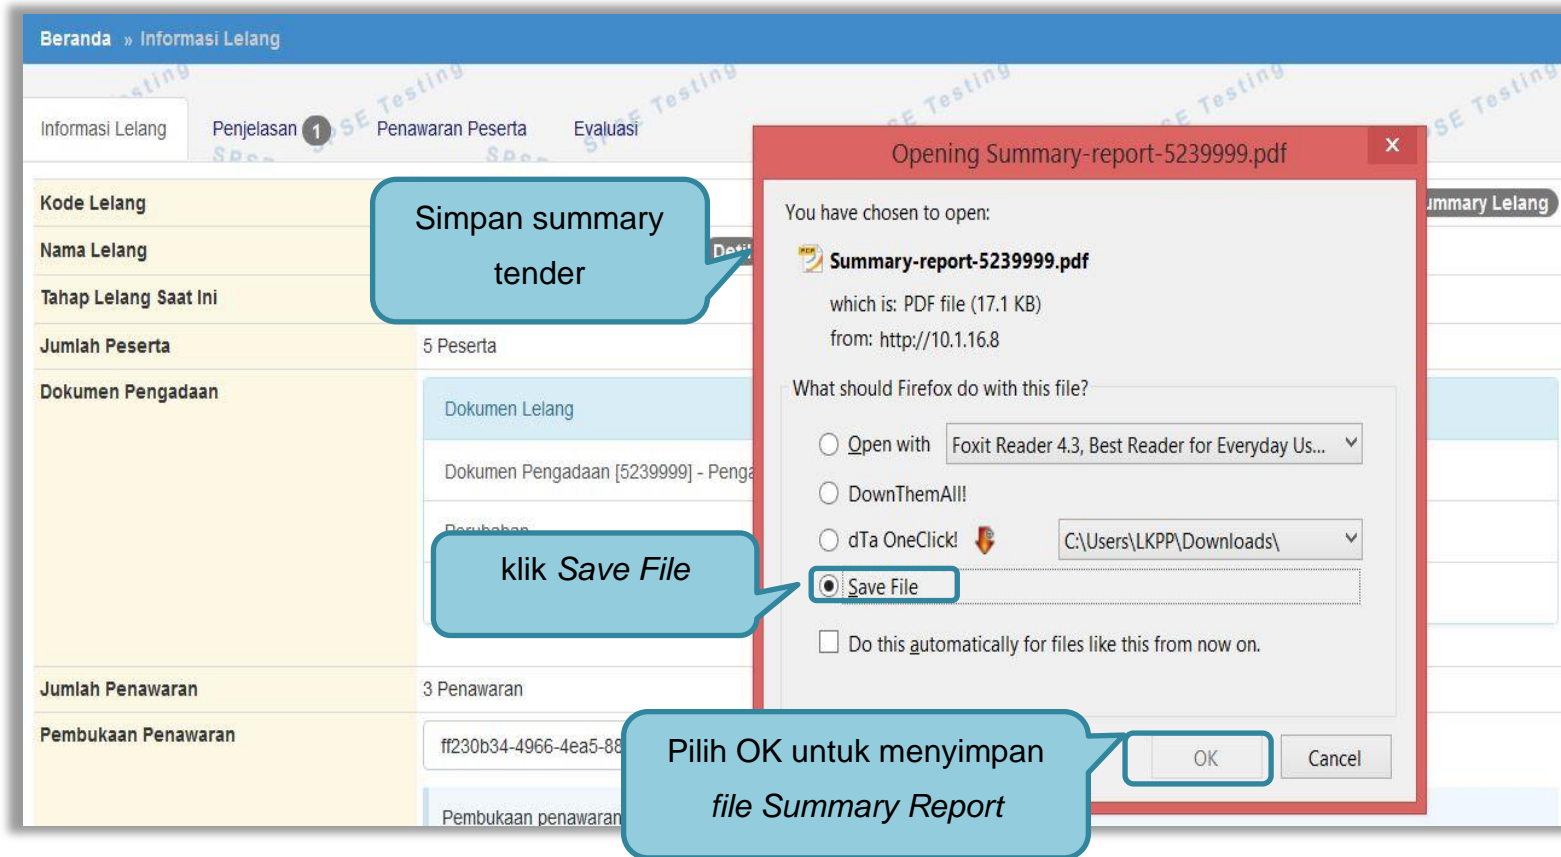 Beranda » Informasi Lelang
SPSE Testing
Informasi Lelang
Penjelasan 1
Penawaran Peserta
Evaluasi
Kode Lelang
Nama Lelang
Tahap Lelang Saat Ini
Jumlah Peserta
5 Peserta
Dokumen Pengadaan
Dokumen Lelang
Dokumen Pengadaan [5239999] - Penga
Jumlah Penawaran
3 Penawaran
Pembukaan Penawaran
ff230b34-4966-4ea5-88
Pembukaan penawaran
Simpan summary
tender
klik Save File
Pilih OK untuk menyimpan
file Summary Report
Opening Summary-report-5239999.pdf
x
You have chosen to open:
Summary-report-5239999.pdf
which is: PDF file (17.1 KB)
from: http://10.1.16.8
What should Firefox do with this file?
Open with Foxit Reader 4.3, Best Reader for Everyday Us...
DownThemAll!
dTa OneClick! C:\Users\LKPP\Downloads\
Save File
Do this automatically for files like this from now on.
OK
Cancel
ummary Lelang